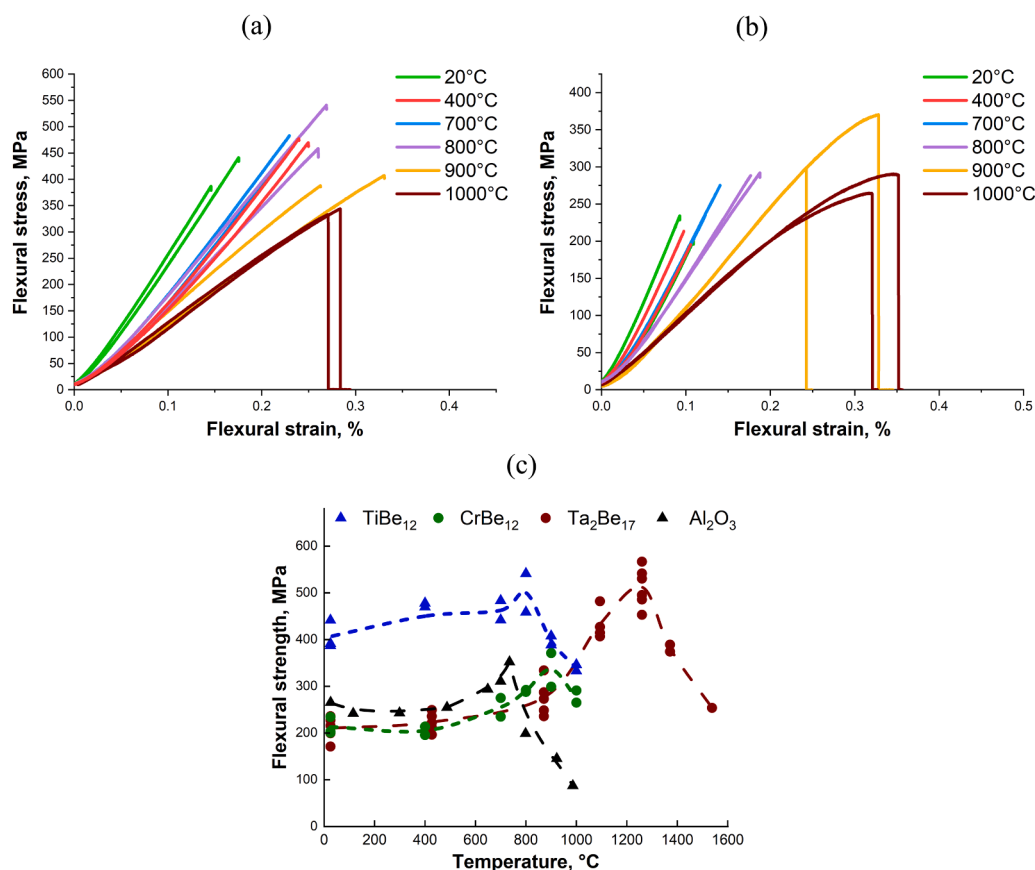 (a)
600
550
500
450
400
350
300
250
200
150
100
50
0
Flexural stress, MPa
0.0
0.1
0.2
0.3
0.4
Flexural strain, %
20°C
400°C
700°C
800°C
900°C
1000°C
(b)
400
350
300
250
200
150
100
50
0
Flexural stress, MPa
0.0
0.1
0.2
0.3
0.4
0.5
Flexural strain, %
20°C
400°C
700°C
800°C
900°C
1000°C
(c)
TiBe₁₂ CrBe₁₂ Ta₂Be₁₇ Al₂O₃
600
500
400
300
200
100
0
Flexural strength, MPa
0 200 400 600 800 1000 1200 1400 1600
Temperature, °C